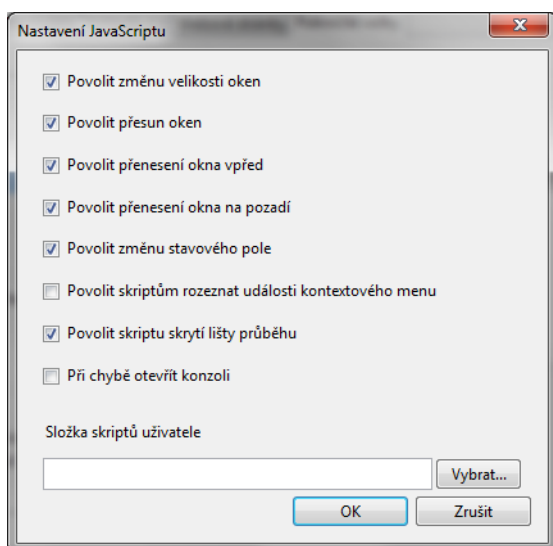 Nastavení JavaScriptu
Povolit změnu velikosti oken
Povolit přesun oken
Povolit přenesení okna vpřed
Povolit přenesení okna na pozadí
Povolit změnu stavového pole
Povolit skriptům rozeznat události kontextového menu
Povolit skriptu skrytí lišty průběhu
Při chybě otevřít konzoli
Složka skriptů uživatele
Vybrat...
OK Zrušit